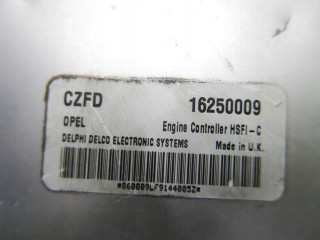 CZFD 16250009
OPEL Engine Controller HSFI-C
DELPHI DELCO ELECTRONIC SYSTEMS Made in U.K.